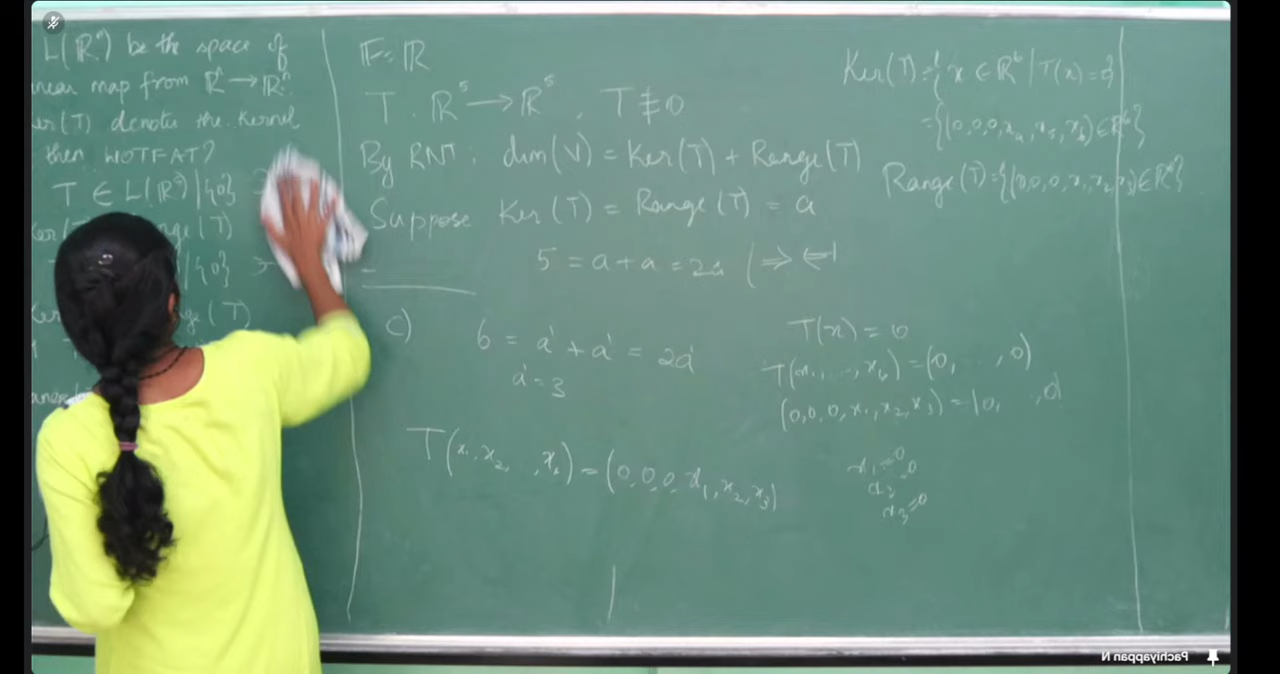 L(ℝⁿ) be the space of
map from ℝⁿ → ℝⁿ.
(T) denote the Kernel
then WOTFAT?
T ∈ L(ℝ⁵) | {0}
(T)
| {0}
(T)
F = ℝ
T : ℝ⁵ → ℝ⁵, T ≢ 0
By RNT : dim(V) = Ker(T) + Range(T)
Suppose Ker(T) = Range(T) = a
5 = a + a = 2a (⇒⇐)
c) 6 = a' + a' = 2a'
a' = 3
T(x₁, x₂, , x₆) = (0, 0, 0, x₁, x₂, x₃)
Ker(T) = { x ∈ ℝ⁶ | T(x) = 0}
= {(0,0,0,x₄,x₅,x₆) ∈ ℝ⁶}
Range(T) = {(0,0,0,x₁,x₂,x₃) ∈ ℝ⁶}
T(x) = 0
T(x₁, ..., x₆) = (0, ..., 0)
(0,0,0,x₁,x₂,x₃) = (0, ,0)
x₁ = 0
x₂ = 0
x₃ = 0
Pachiyappan N